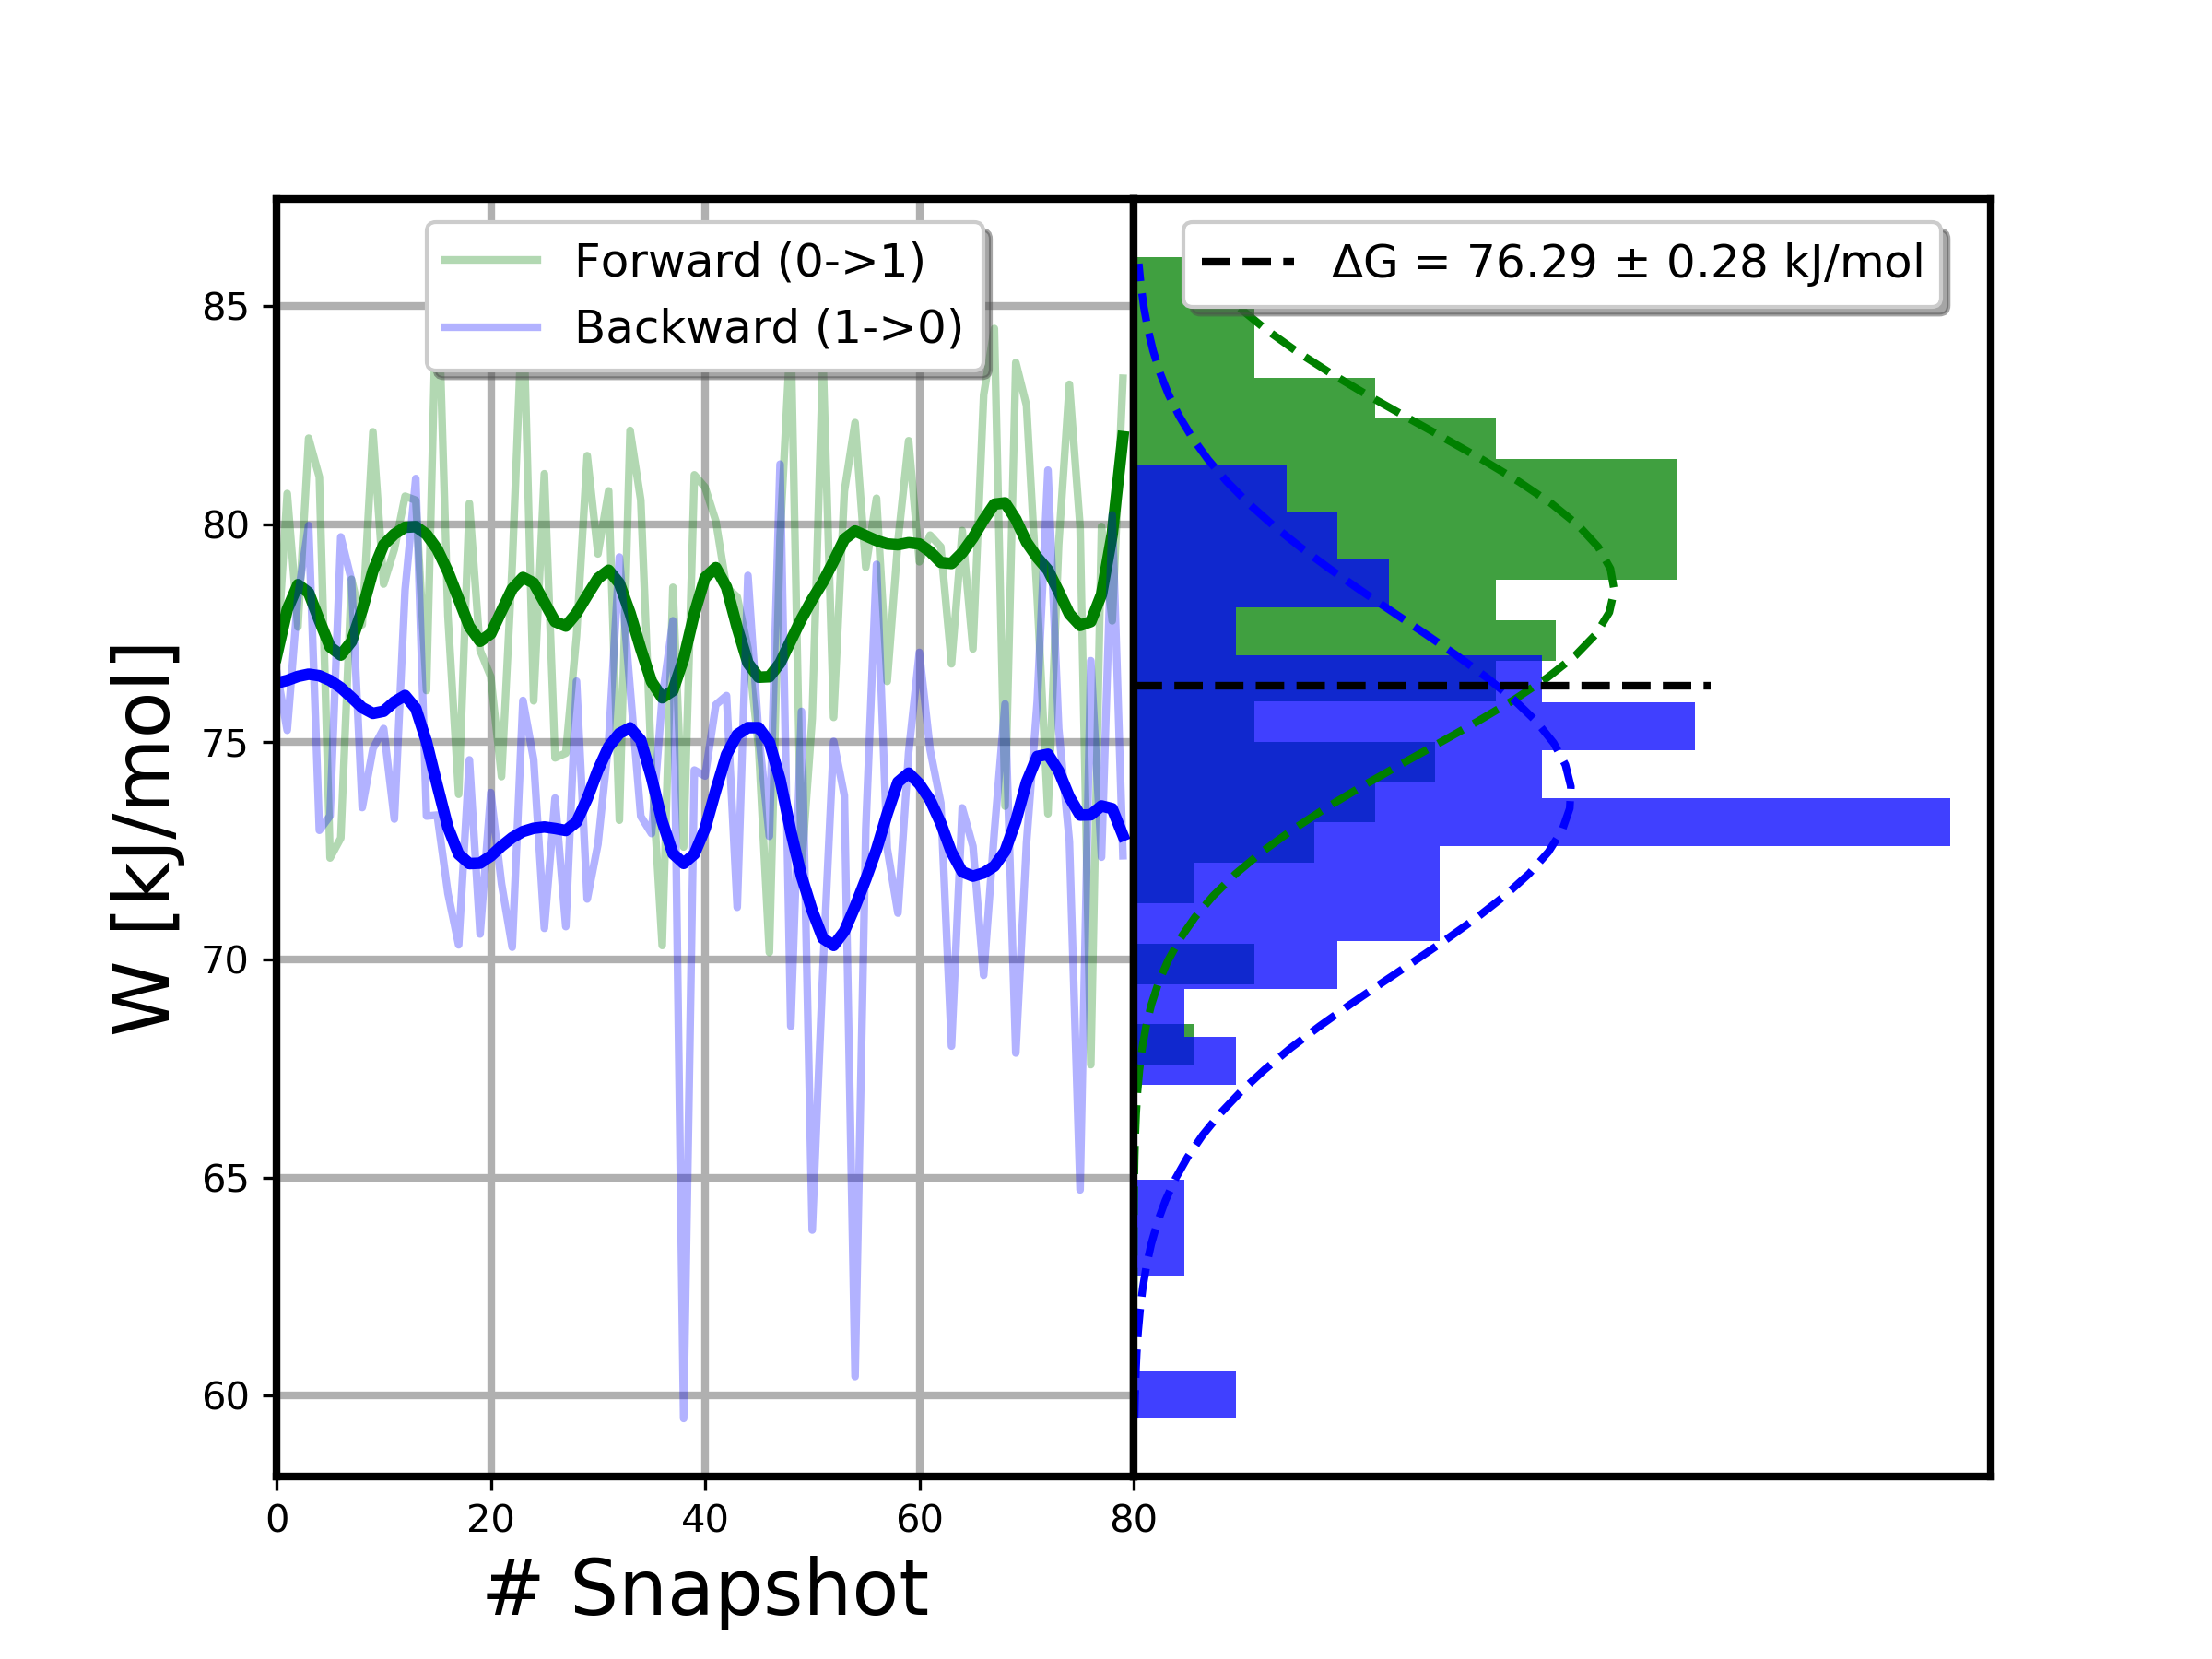 Forward (0->1)
Backward (1->0)
ΔG = 76.29 ± 0.28 kJ/mol
W [kJ/mol]
85
80
75
70
65
60
0
20
40
60
80
# Snapshot